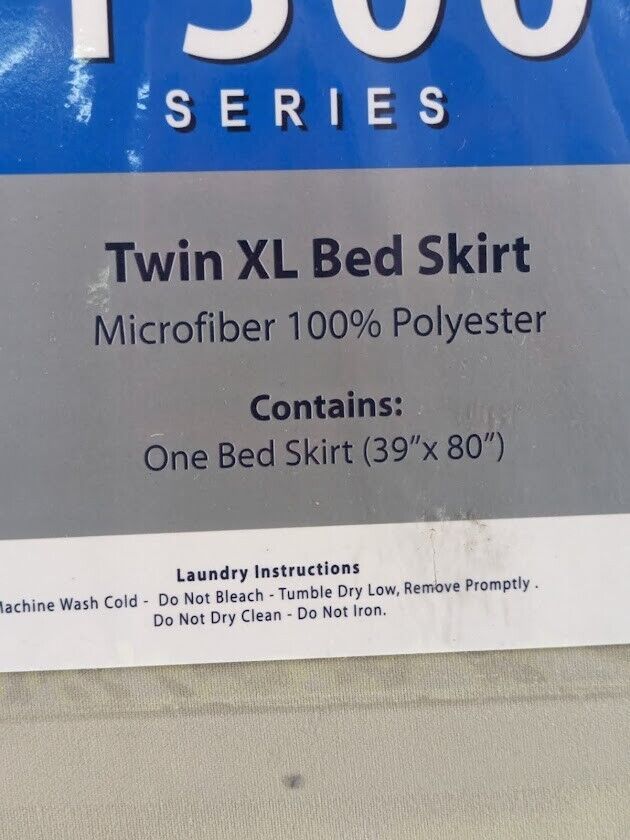 SERIES
Twin XL Bed Skirt
Microfiber 100% Polyester
Contains:
One Bed Skirt (39”x 80”)
Laundry Instructions
Wash Cold - Do Not Bleach - Tumble Dry Low, Remove Promptly .
Do Not Dry Clean - Do Not Iron.